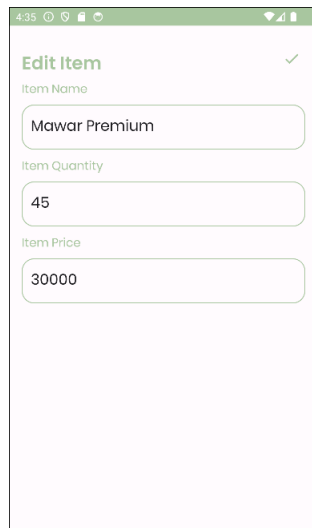 4:35
Edit Item
Item Name
Mawar Premium
Item Quantity
45
Item Price
30000